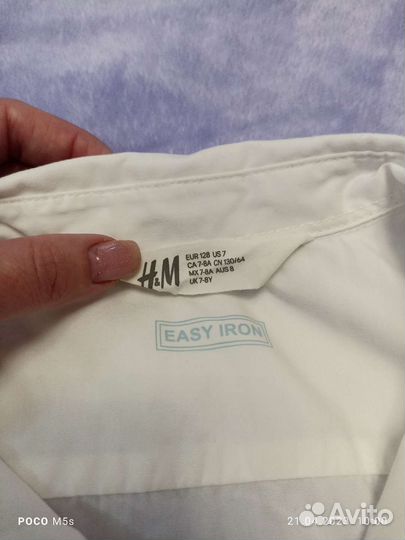 H&M
EUR 128 US 7
CA 7-8A CN 130/64
MX 7-8A AUS 8
UK 7-8Y
EASY IRON
POCO M5s
Avito